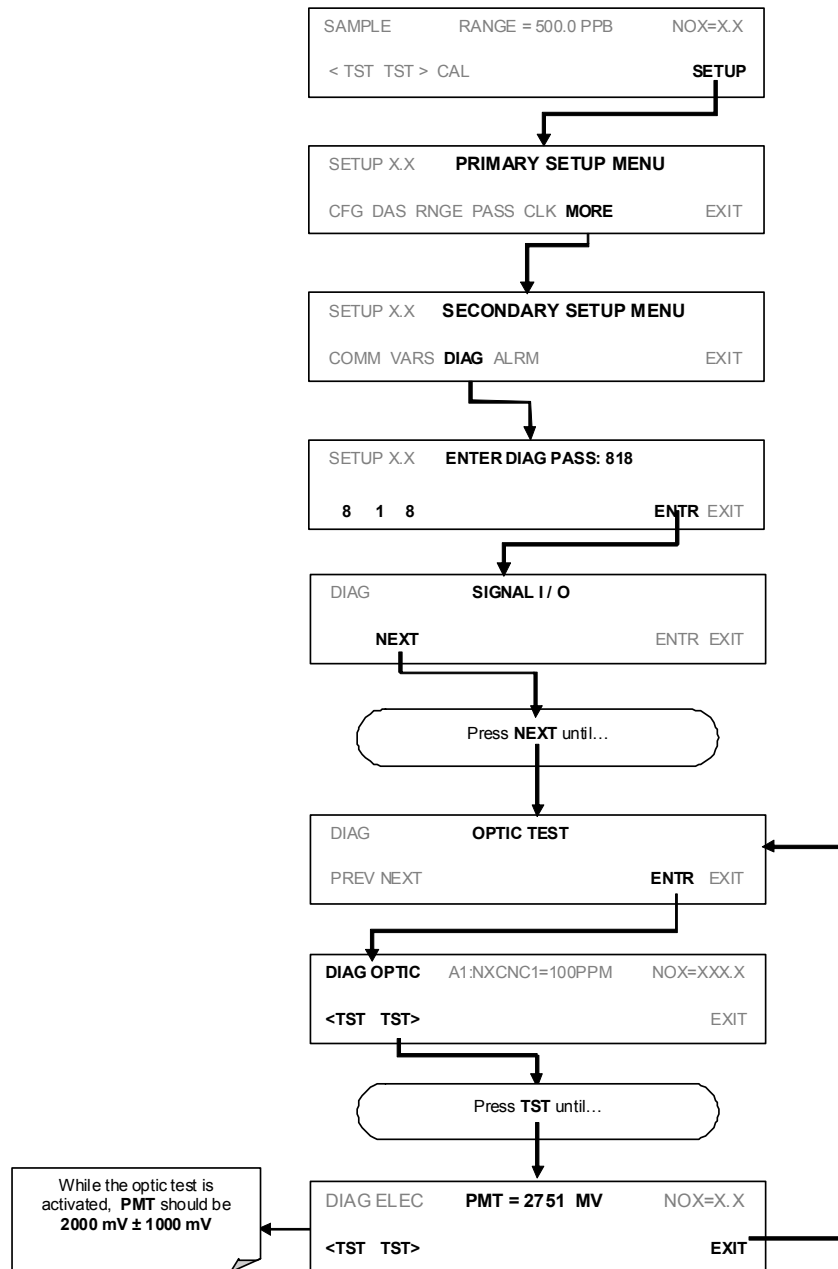 SAMPLE RANGE = 500.0 PPB NOX=X.X
< TST TST > CAL SETUP
SETUP X.X PRIMARY SETUP MENU
CFG DAS RNGE PASS CLK MORE EXIT
SETUP X.X SECONDARY SETUP MENU
COMM VARS DIAG ALRM EXIT
SETUP X.X ENTER DIAG PASS: 818
8 1 8 ENTR EXIT
DIAG SIGNAL I / O
NEXT ENTR EXIT
Press NEXT until…
DIAG OPTIC TEST
PREV NEXT ENTR EXIT
DIAG OPTIC A1:NXCNC1=100PPM NOX=XXX.X
<TST TST> EXIT
Press TST until…
While the optic test is
activated, PMT should be
2000 mV ± 1000 mV
DIAG ELEC PMT = 2751 MV NOX=X.X
<TST TST> EXIT